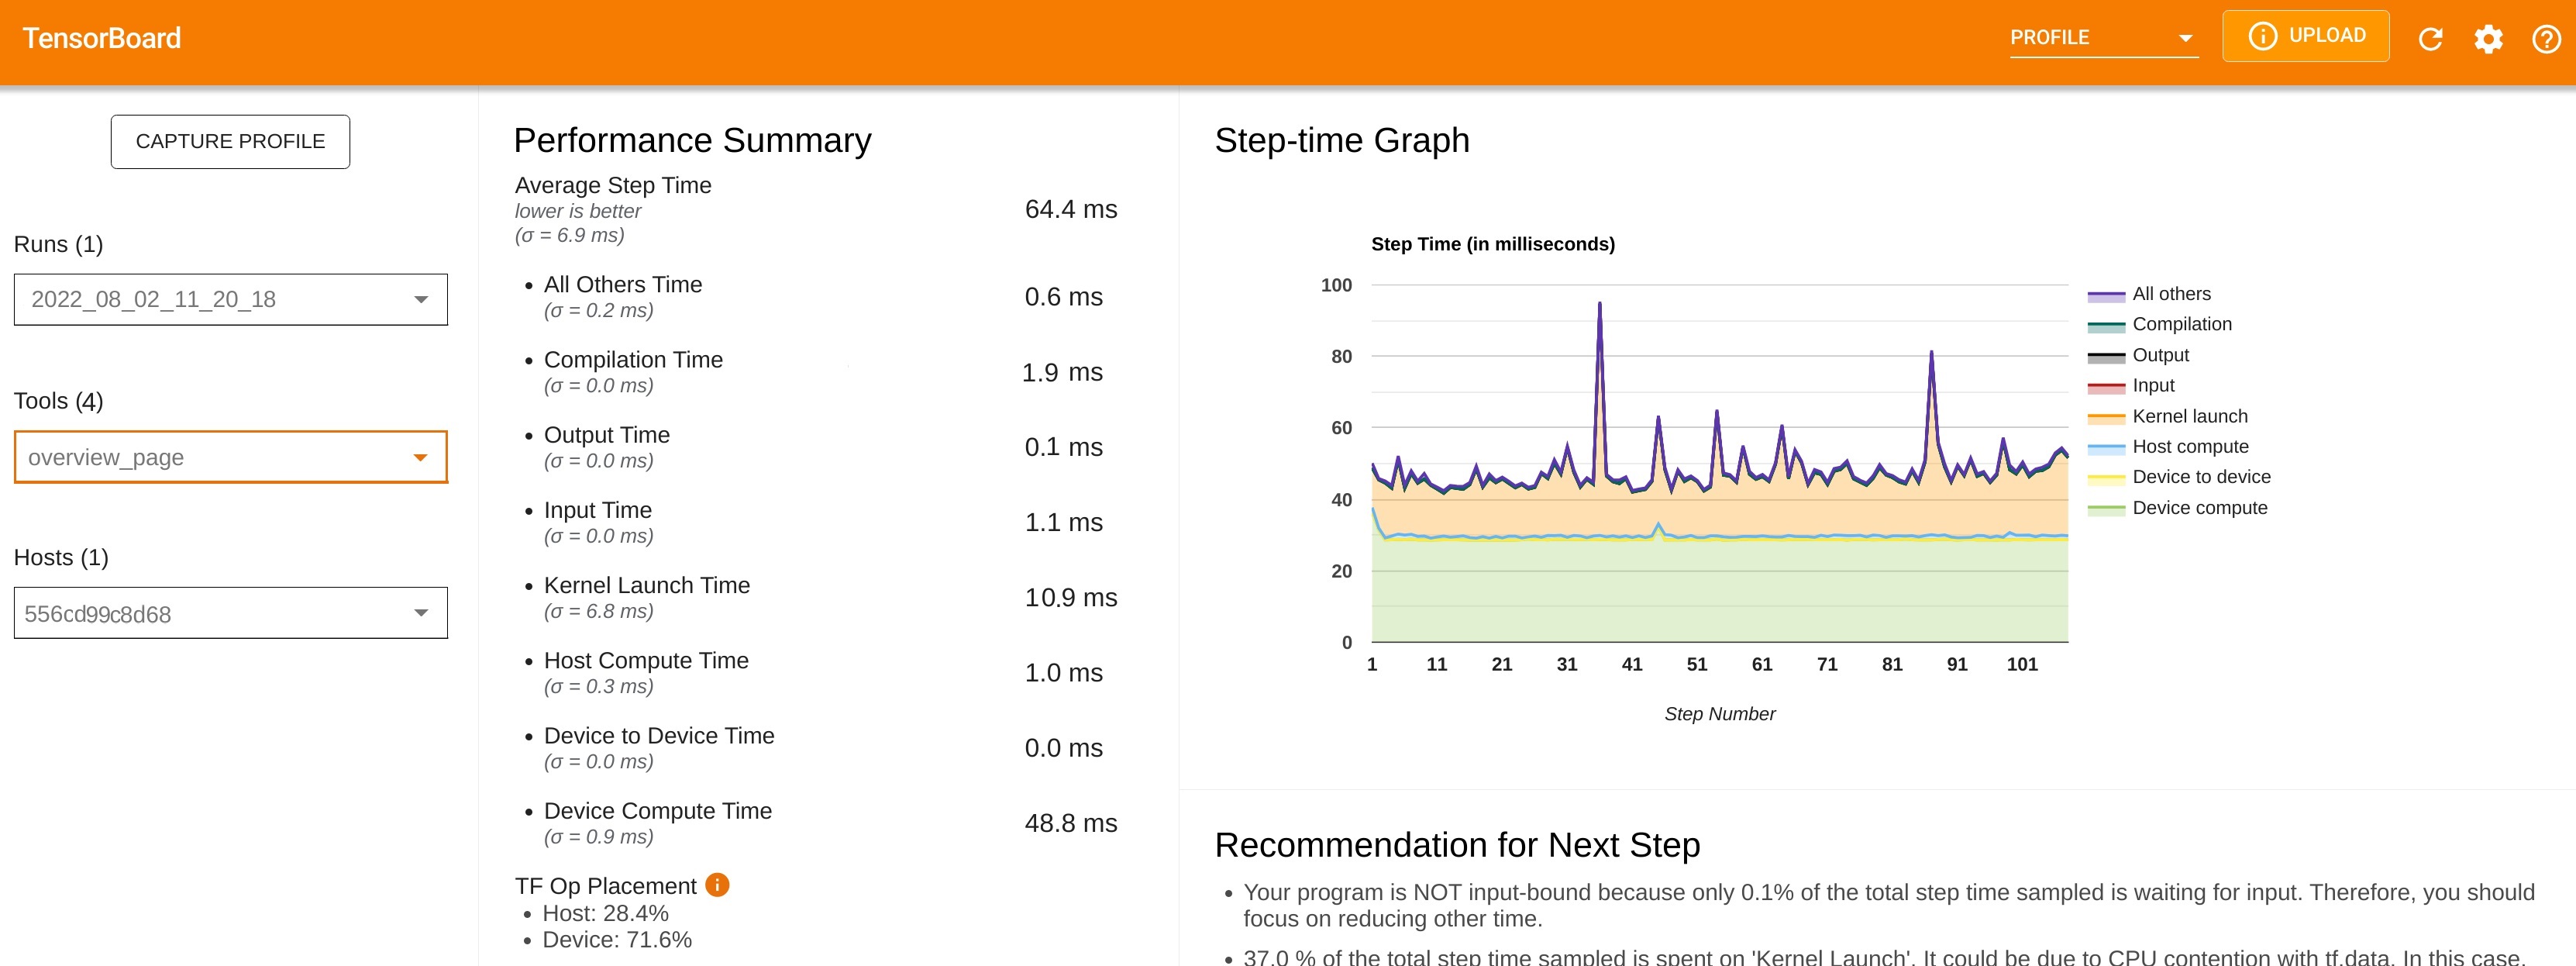 TensorBoard
PROFILE
UPLOAD
CAPTURE PROFILE
Runs (1)
2022_08_02_11_20_18
Tools (4)
overview_page
Hosts (1)
556cd99c8d68
Performance Summary
Average Step Time
lower is better
(σ = 6.9 ms)
64.4 ms
All Others Time
(σ = 0.2 ms)
0.6 ms
Compilation Time
(σ = 0.0 ms)
1.9 ms
Output Time
(σ = 0.0 ms)
0.1 ms
Input Time
(σ = 0.0 ms)
1.1 ms
Kernel Launch Time
(σ = 6.8 ms)
10.9 ms
Host Compute Time
(σ = 0.3 ms)
1.0 ms
Device to Device Time
(σ = 0.0 ms)
0.0 ms
Device Compute Time
(σ = 0.9 ms)
48.8 ms
TF Op Placement
Host: 28.4%
Device: 71.6%
Step-time Graph
Step Time (in milliseconds)
100
80
60
40
20
0
1 11 21 31 41 51 61 71 81 91 101
Step Number
All others
Compilation
Output
Input
Kernel launch
Host compute
Device to device
Device compute
Recommendation for Next Step
Your program is NOT input-bound because only 0.1% of the total step time sampled is waiting for input. Therefore, you should
focus on reducing other time.
37.0 % of the total step time sampled is spent on 'Kernel Launch'. It could be due to CPU contention with tf.data. In this case,